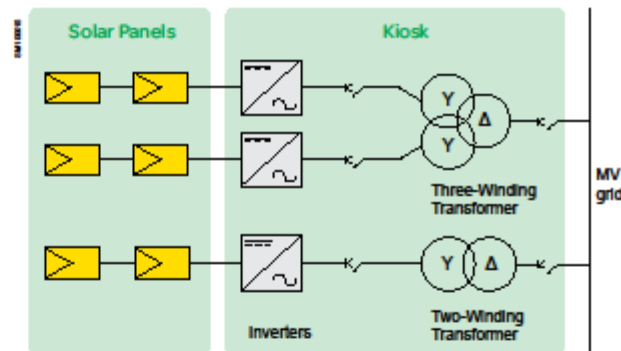 Solar Panels
Kiosk
Y
Δ
Y
MV
grid
Three-Winding
Transformer
Y
Δ
Inverters
Two-Winding
Transformer